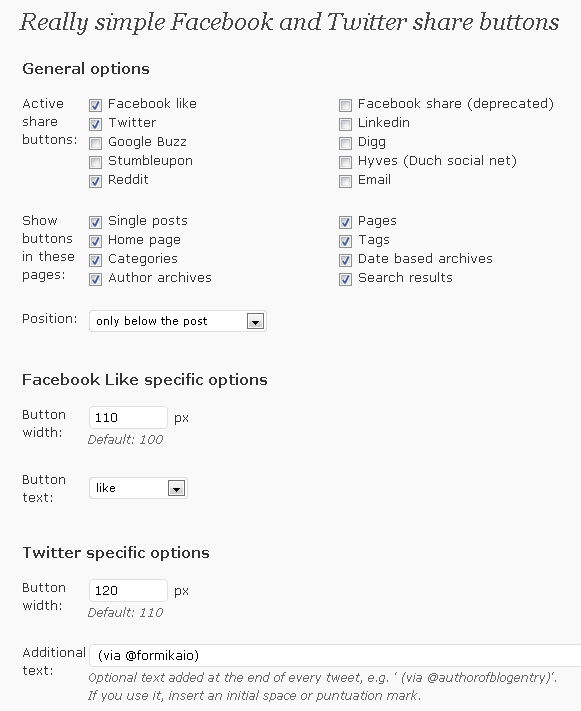 Really simple Facebook and Twitter share buttons
General options
Active share buttons:
Facebook like
Facebook share (deprecated)
Twitter
Linkedin
Google Buzz
Digg
Stumbleupon
Hyves (Duch social net)
Reddit
Email
Show buttons in these pages:
Single posts
Pages
Home page
Tags
Categories
Date based archives
Author archives
Search results
Position:
only below the post
Facebook Like specific options
Button width:
110 px
Default: 100
Button text:
like
Twitter specific options
Button width:
120 px
Default: 110
Additional text:
(via @formikaio)
Optional text added at the end of every tweet, e.g. ' (via @authorofblogentry)'.
If you use it, insert an initial space or puntuation mark.